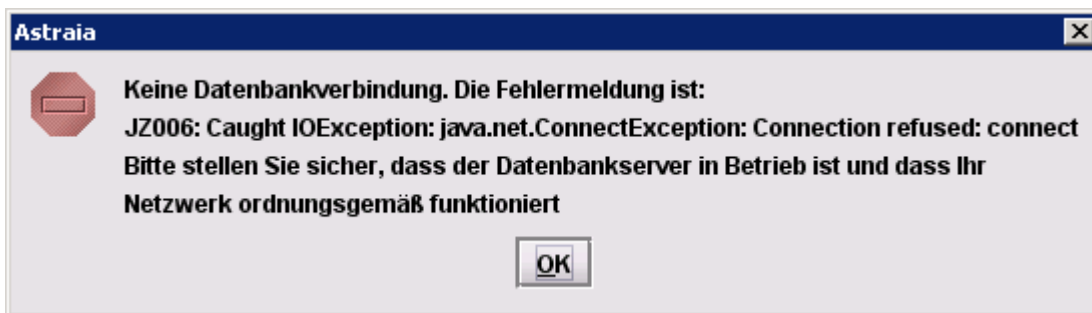 Astraia
Keine Datenbankverbindung. Die Fehlermeldung ist:
JZ006: Caught IOException: java.net.ConnectException: Connection refused: connect
Bitte stellen Sie sicher, dass der Datenbankserver in Betrieb ist und dass Ihr
Netzwerk ordnungsgemäß funktioniert
OK